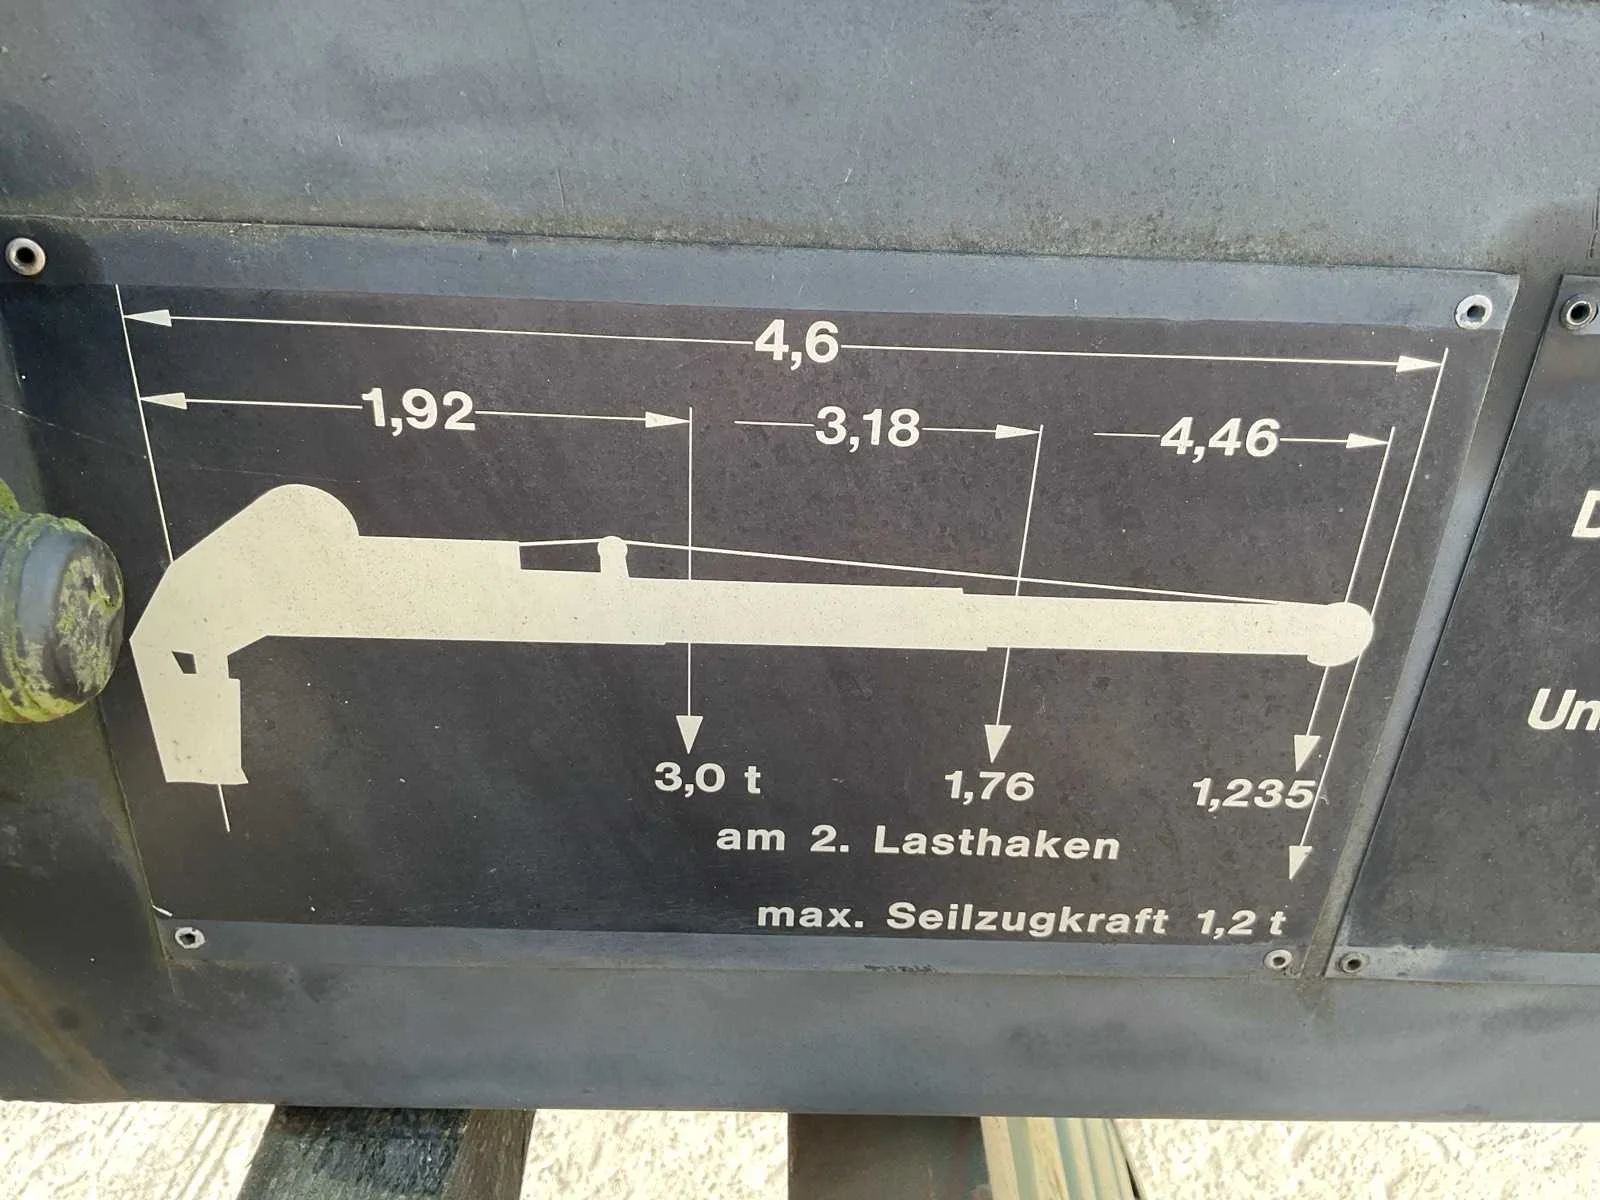 4,6
1,92 3,18 4,46
3,0 t 1,76 1,235
am 2. Lasthaken
max. Seilzugkraft 1,2 t